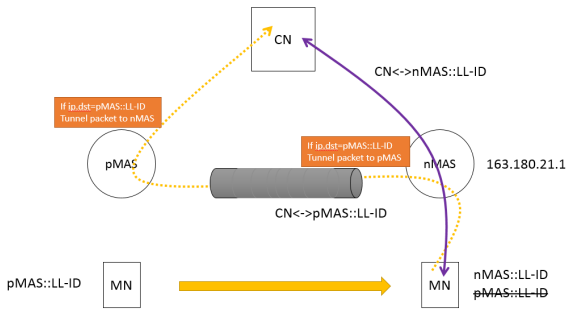 CN
CN<->nMAS::LL-ID
If ip.dst=pMAS::LL-ID
Tunnel packet to nMAS
If ip.dst=pMAS::LL-ID
Tunnel packet to pMAS
pMAS
nMAS
163.180.21.1
CN<->pMAS::LL-ID
pMAS::LL-ID
MN
MN
nMAS::LL-ID
pMAS::LL-ID